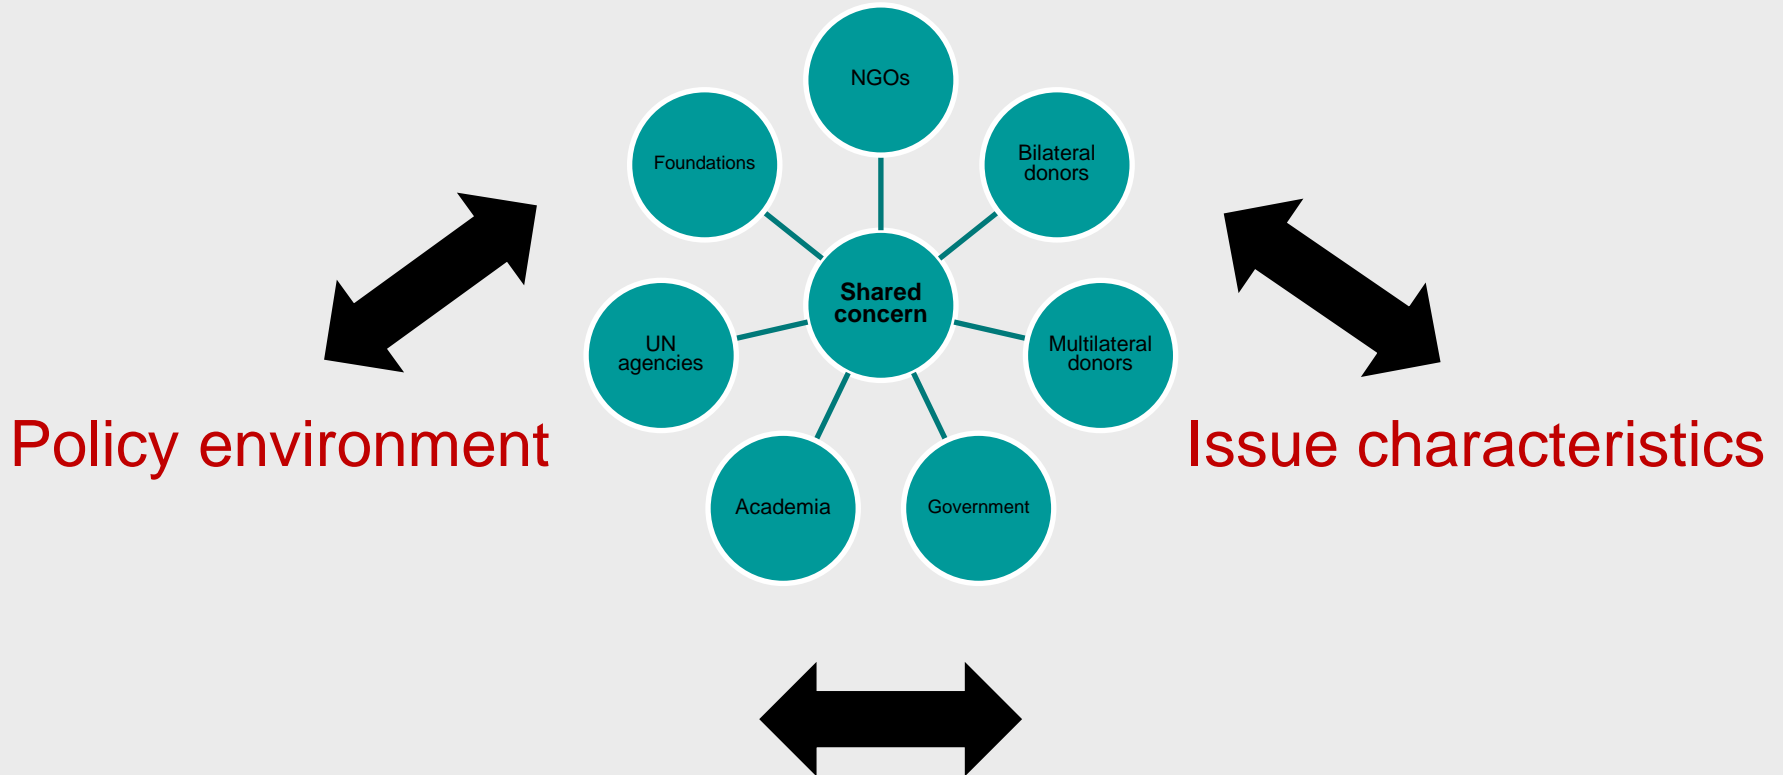 NGOs
Foundations
Bilateral
donors
Shared
concern
UN
agencies
Multilateral
donors
Policy environment
Issue characteristics
Academia
Government